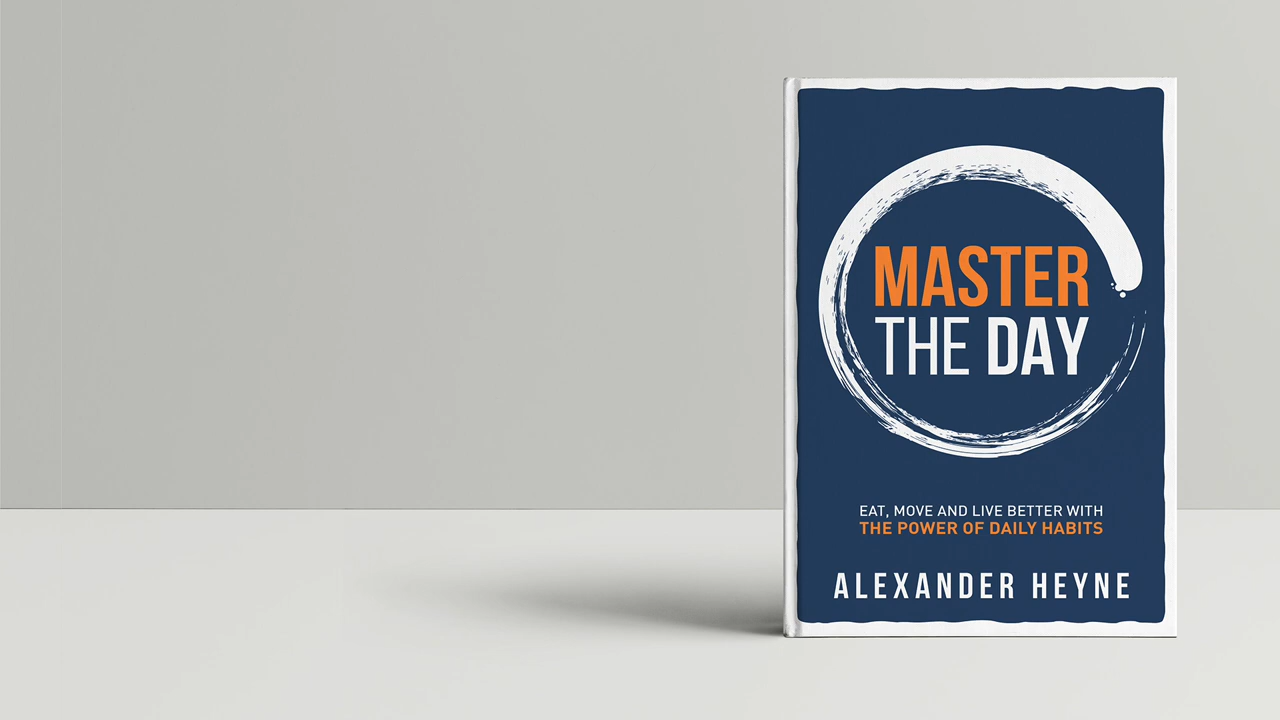 MASTER
THE DAY
EAT, MOVE AND LIVE BETTER WITH
THE POWER OF DAILY HABITS
ALEXANDER HEYNE